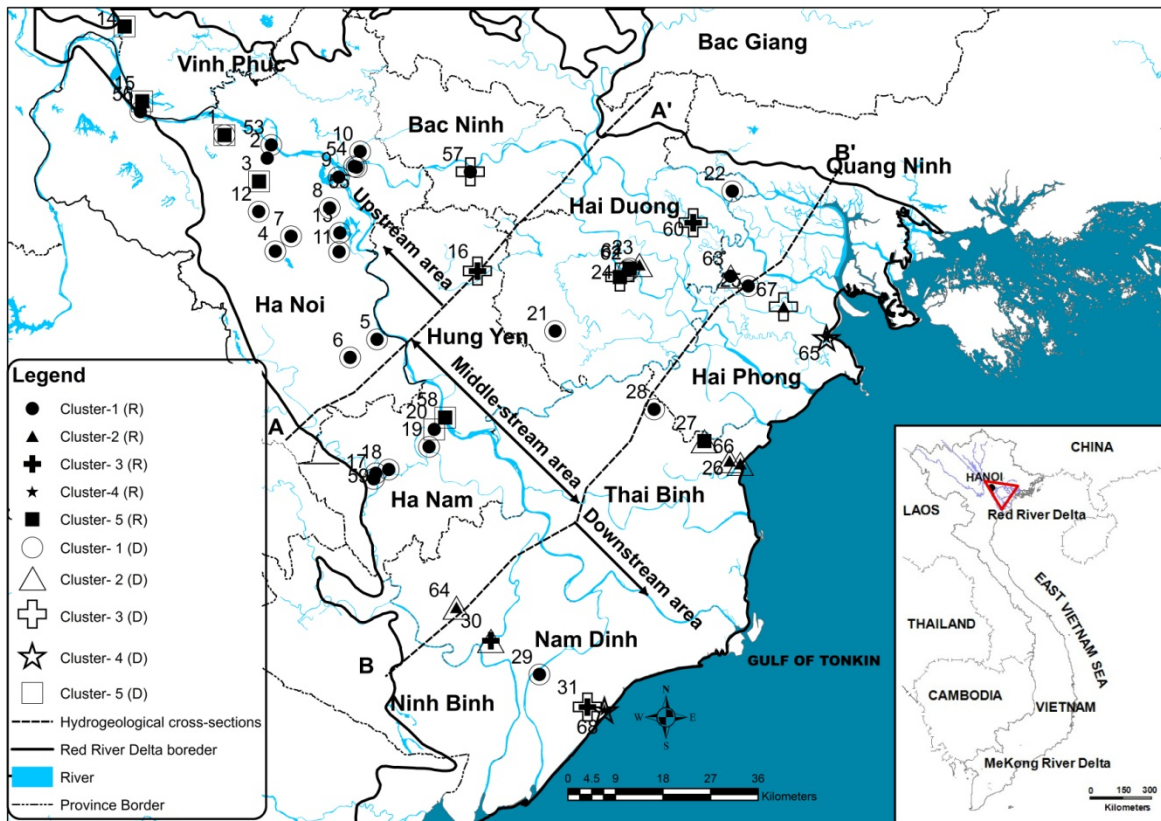 14
Vinh Phuc
Bac Giang
15
56
1
53
2
10
54
9
55
3
12
8
13
7
4
11
Bac Ninh
57
A'
B'
Quang Ninh
22
Hai Duong
60
Upstream area
16
23
62
24
63
25
67
Ha Noi
21
5
6
Hung Yen
65
Hai Phong
Middle-stream area
28
27
58
20
19
A
18
17
59
66
26
Ha Nam
Thai Binh
Downstream area
64
30
Nam Dinh
B
29
GULF OF TONKIN
31
Ninh Binh
68
N
W
E
S
0 4.5 9 18 27 36
Kilometers
Legend
Cluster-1 (R)
Cluster-2 (R)
Cluster- 3 (R)
Cluster-4 (R)
Cluster- 5 (R)
Cluster- 1 (D)
Cluster- 2 (D)
Cluster- 3 (D)
Cluster- 4 (D)
Cluster- 5 (D)
Hydrogeological cross-sections
Red River Delta boreder
River
Province Border
CHINA
HANOI
LAOS
Red River Delta
EAST VIETNAM SEA
THAILAND
CAMBODIA
VIETNAM
MeKong River Delta
0 150 300
Kilometers